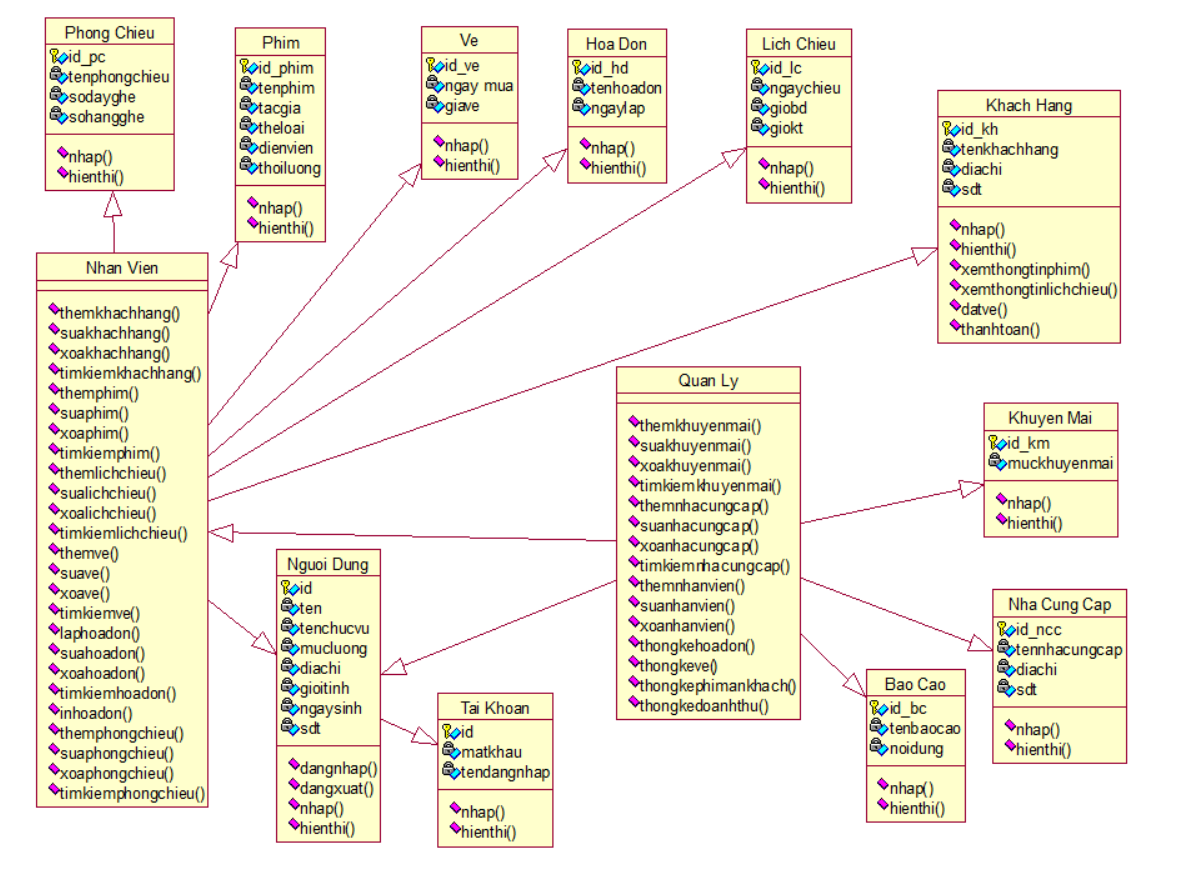 Phong Chieu
id_pc
tenphongchieu
sodayghe
sohangghe
nhap()
hienthi()
Phim
id_phim
tenphim
tacgia
theloai
dienvien
thoiluong
nhap()
hienthi()
Ve
id_ve
ngay mua
giave
nhap()
hienthi()
Hoa Don
id_hd
tenhoadon
ngaylap
nhap()
hienthi()
Lich Chieu
id_lc
ngaychieu
giobd
giokt
nhap()
hienthi()
Khach Hang
id_kh
tenkhachhang
diachi
sdt
nhap()
hienthi()
xemthongtinphim()
xemthongtinlichchieu()
datve()
thanhtoan()
Nhan Vien
themkhachhang()
suakhachhang()
xoakhachhang()
timkiemkhachhang()
themphim()
suaphim()
xoaphim()
timkiemphim()
themlichchieu()
sualichchieu()
xoalichchieu()
timkiemlichchieu()
themve()
suave()
xoave()
timkiemve()
laphoadon()
suahoadon()
xoahoadon()
timkiemhoadon()
inhoadon()
themphongchieu()
suaphongchieu()
xoaphongchieu()
timkiemphongchieu()
Quan Ly
themkhuyenmai()
suakhuyenmai()
xoakhuyenmai()
timkiemkhuyenmai()
themnhacungcap()
suanhacungcap()
xoanhacungcap()
timkiemnhacungcap()
themnhanvien()
suanhanvien()
xoanhanvien()
thongkehoadon()
thongkeve()
thongkephimankhach()
thongkedoanhthu()
Khuyen Mai
id_km
muckhuyenmai
nhap()
hienthi()
Nguoi Dung
id
ten
tenchucvu
mucluong
diachi
gioitinh
ngaysinh
sdt
dangnhap()
dangxuat()
nhap()
hienthi()
Nha Cung Cap
id_ncc
tennhacungcap
diachi
sdt
nhap()
hienthi()
Bao Cao
id_bc
tenbaocao
noidung
nhap()
hienthi()
Tai Khoan
id
matkhau
tendangnhap
nhap()
hienthi()